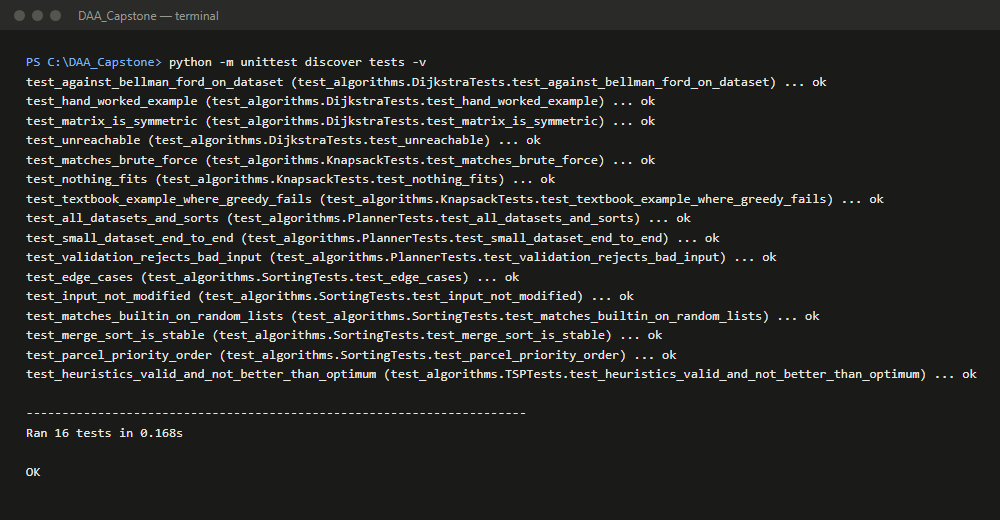 DAA_Capstone — terminal
PS C:\DAA_Capstone> python -m unittest discover tests -v
test_against_bellman_ford_on_dataset (test_algorithms.DijkstraTests.test_against_bellman_ford_on_dataset) ... ok
test_hand_worked_example (test_algorithms.DijkstraTests.test_hand_worked_example) ... ok
test_matrix_is_symmetric (test_algorithms.DijkstraTests.test_matrix_is_symmetric) ... ok
test_unreachable (test_algorithms.DijkstraTests.test_unreachable) ... ok
test_matches_brute_force (test_algorithms.KnapsackTests.test_matches_brute_force) ... ok
test_nothing_fits (test_algorithms.KnapsackTests.test_nothing_fits) ... ok
test_textbook_example_where_greedy_fails (test_algorithms.KnapsackTests.test_textbook_example_where_greedy_fails) ... ok
test_all_datasets_and_sorts (test_algorithms.PlannerTests.test_all_datasets_and_sorts) ... ok
test_small_dataset_end_to_end (test_algorithms.PlannerTests.test_small_dataset_end_to_end) ... ok
test_validation_rejects_bad_input (test_algorithms.PlannerTests.test_validation_rejects_bad_input) ... ok
test_edge_cases (test_algorithms.SortingTests.test_edge_cases) ... ok
test_input_not_modified (test_algorithms.SortingTests.test_input_not_modified) ... ok
test_matches_builtin_on_random_lists (test_algorithms.SortingTests.test_matches_builtin_on_random_lists) ... ok
test_merge_sort_is_stable (test_algorithms.SortingTests.test_merge_sort_is_stable) ... ok
test_parcel_priority_order (test_algorithms.SortingTests.test_parcel_priority_order) ... ok
test_heuristics_valid_and_not_better_than_optimum (test_algorithms.TSPTests.test_heuristics_valid_and_not_better_than_optimum) ... ok
----------------------------------------------------------------------
Ran 16 tests in 0.168s
OK